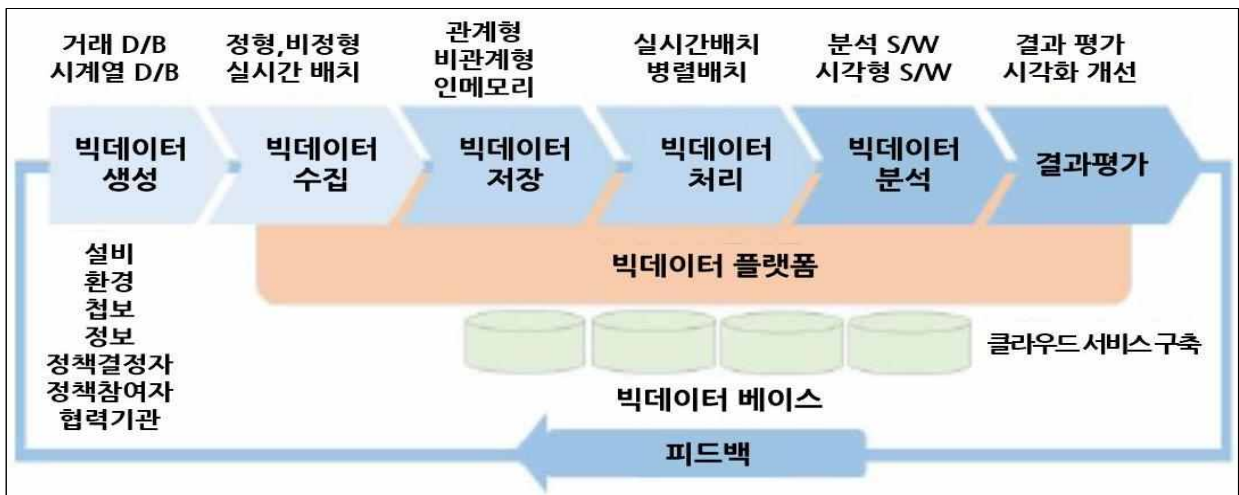 거래 D/B
시계열 D/B
정형,비정형
실시간 배치
관계형
비관계형
인메모리
실시간배치
병렬배치
분석 S/W
시각형 S/W
결과 평가
시각화 개선
빅데이터
생성
빅데이터
수집
빅데이터
저장
빅데이터
처리
빅데이터
분석
결과평가
설비
환경
첩보
정보
정책결정자
정책참여자
협력기관
빅데이터 플랫폼
클라우드 서비스 구축
빅데이터 베이스
피드백